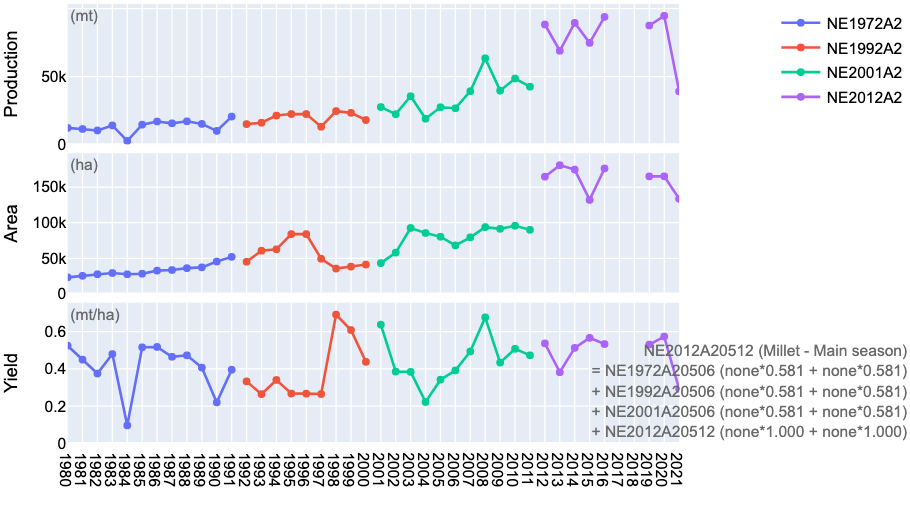 (mt)
Production
50k
0
NE1972A2
NE1992A2
NE2001A2
NE2012A2
(ha)
Area
150k
100k
50k
0
(mt/ha)
Yield
0.6
0.4
0.2
0
NE2012A20512 (Millet - Main season)
= NE1972A20506 (none*0.581 + none*0.581)
+ NE1992A20506 (none*0.581 + none*0.581)
+ NE2001A20506 (none*0.581 + none*0.581)
+ NE2012A20512 (none*1.000 + none*1.000)
1980
1981
1982
1983
1984
1985
1986
1987
1988
1989
1990
1991
1992
1993
1994
1995
1996
1997
1998
1999
2000
2001
2002
2003
2004
2005
2006
2007
2008
2009
2010
2011
2012
2013
2014
2015
2016
2017
2018
2019
2020
2021